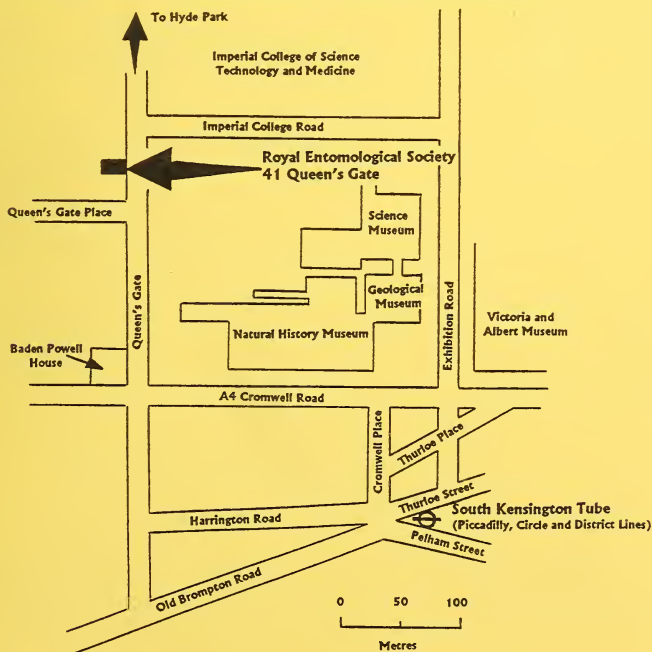 To Hyde Park
Imperial College of Science
Technology and Medicine
Imperial College Road
Royal Entomological Society
41 Queen's Gate
Queen's Gate Place
Science
Museum
Queen's Gate
Geological
Museum
Exhibition Road
Victoria and
Albert Museum
Natural History Museum
Baden Powell
House
A4 Cromwell Road
Cromwell Place
Thurloe Place
Thurloe Street
South Kensington Tube
(Piccadilly, Circle and District Lines)
Harrington Road
Pelham Street
Old Brompton Road
0 50 100
Metres